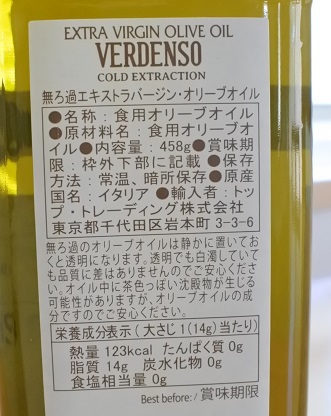 EXTRA VIRGIN OLIVE OIL
VERDENSO
COLD EXTRACTION
無ろ過エキストラバージン・オリーブオイル
●名称：食用オリーブオイル
●原材料名：食用オリーブオ
イル●内容量：458g●賞味期
限：枠外下部に記載 ●保存
方法：常温、暗所保存●原産
国名：イタリア ●輸入者：トッ
プ・トレーディング株式会社
東京都千代田区岩本町 3-3-6
無ろ過のオリーブオイルは静かに置いてお
くと透明になります。透明でも白濁していて
も品質に差はありませんのでご安心くださ
い。オイル中に茶色っぽい沈殿物が生じる
可能性がありますが、オリーブオイルの成
分ですのでご安心ください。
栄養成分表示（大さじ1(14g)当たり）
熱量 123kcal たんぱく質 0g
脂質 14g 炭水化物 0g
食塩相当量 0g
Best before: / 賞味期限